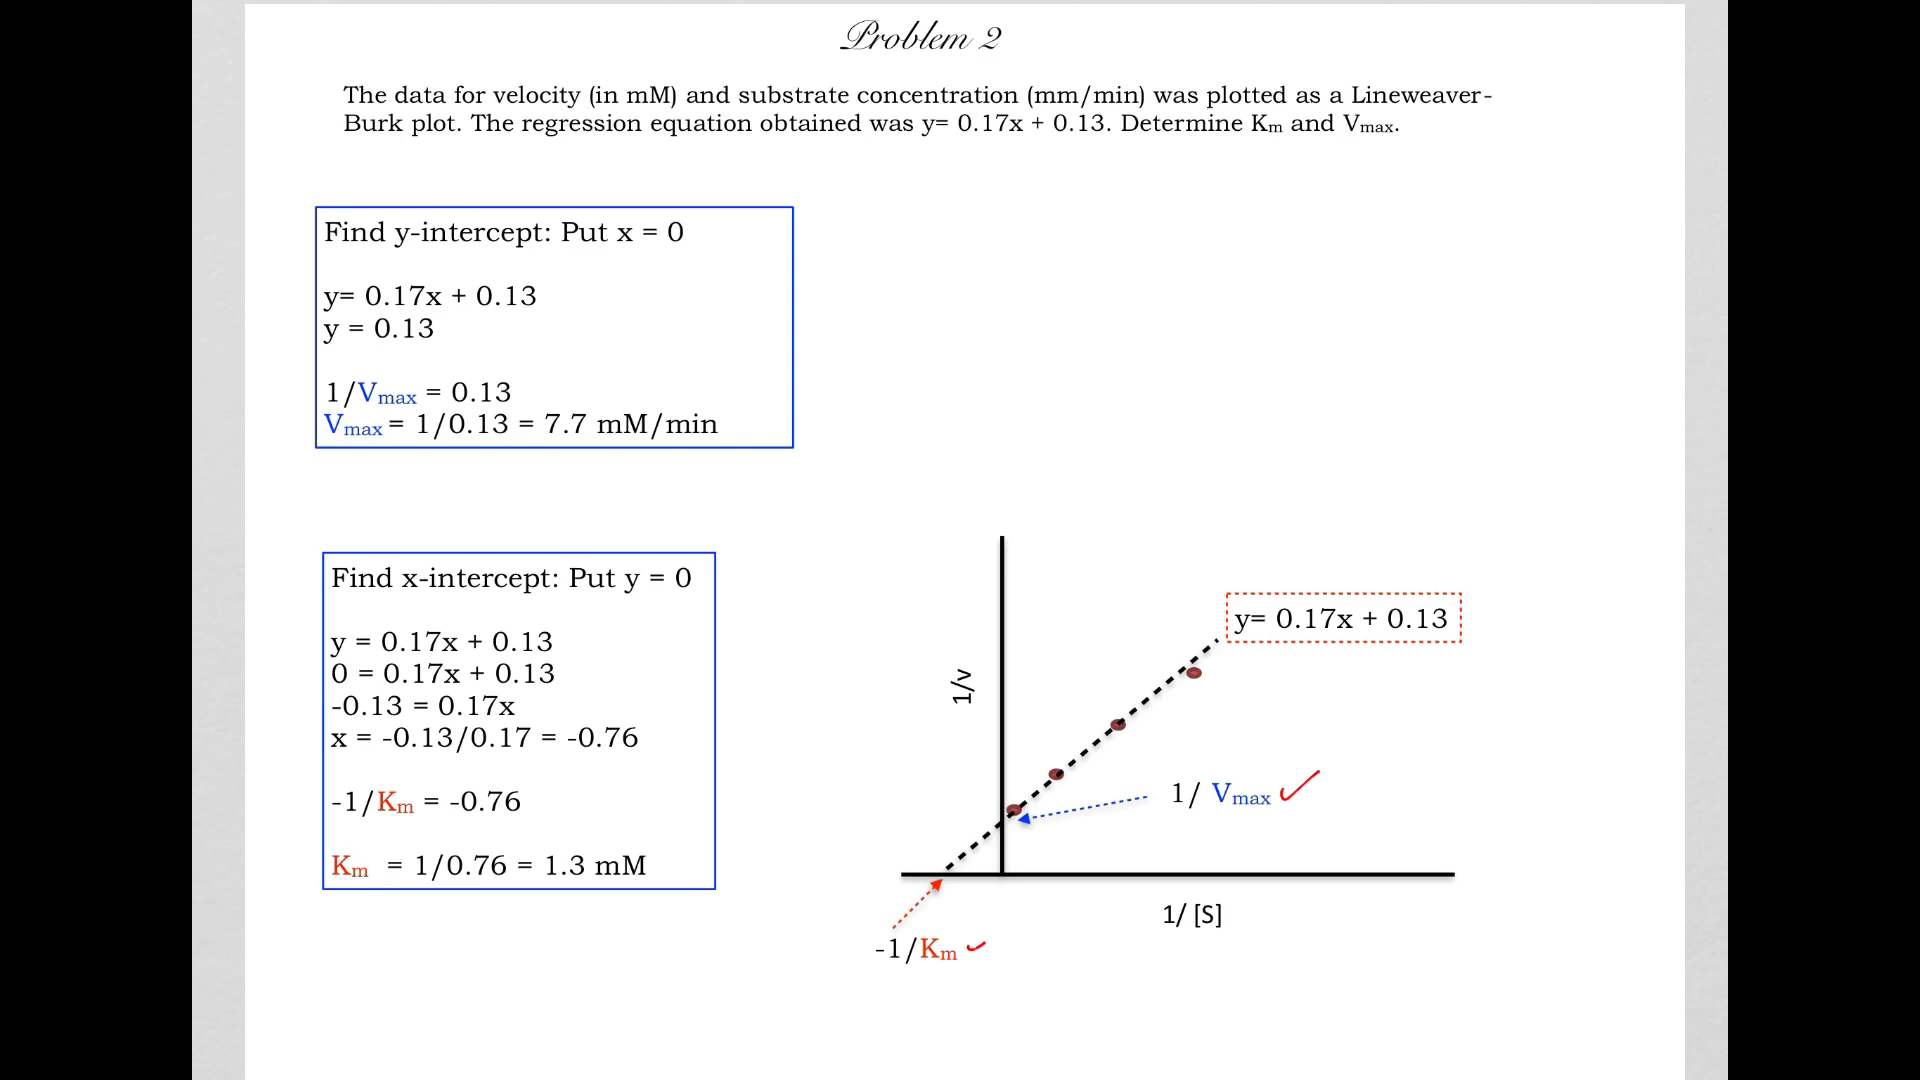 Problem 2
The data for velocity (in mM) and substrate concentration (mm/min) was plotted as a Lineweaver-
Burk plot. The regression equation obtained was y= 0.17x + 0.13. Determine Km and Vmax.
Find y-intercept: Put x = 0
y= 0.17x + 0.13
y = 0.13
1/Vmax = 0.13
Vmax = 1/0.13 = 7.7 mM/min
Find x-intercept: Put y = 0
y = 0.17x + 0.13
0 = 0.17x + 0.13
-0.13 = 0.17x
x = -0.13/0.17 = -0.76
-1/Km = -0.76
Km = 1/0.76 = 1.3 mM
y= 0.17x + 0.13
1/v
1/ Vmax
1/ [S]
-1/Km